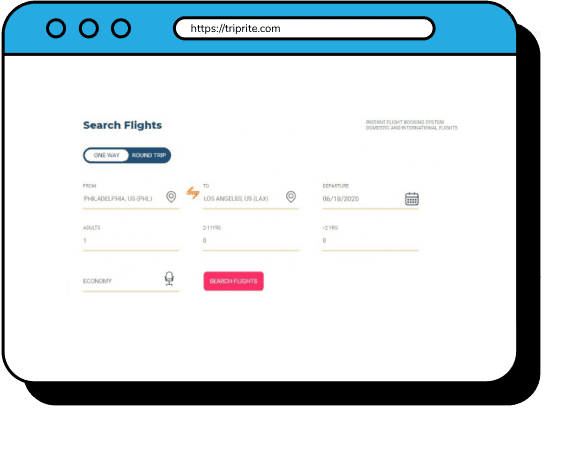 https://triprite.com
Search Flights
INSTANT FLIGHT BOOKING SYSTEM
DOMESTIC AND INTERNATIONAL FLIGHTS
ONE WAY ROUND TRIP
FROM TO DEPARTURE
PHILADELPHIA, US-(PHL) LOS ANGELES, US-(LAX) 06/18/2020
ADULTS 2-11YRS <2 YRS
1 0 0
ECONOMY SEARCH FLIGHTS